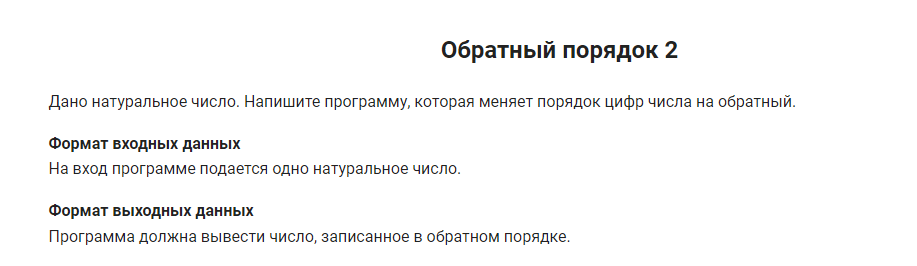 Обратный порядок 2
Дано натуральное число. Напишите программу, которая меняет порядок цифр числа на обратный.
Формат входных данных
На вход программе подается одно натуральное число.
Формат выходных данных
Программа должна вывести число, записанное в обратном порядке.